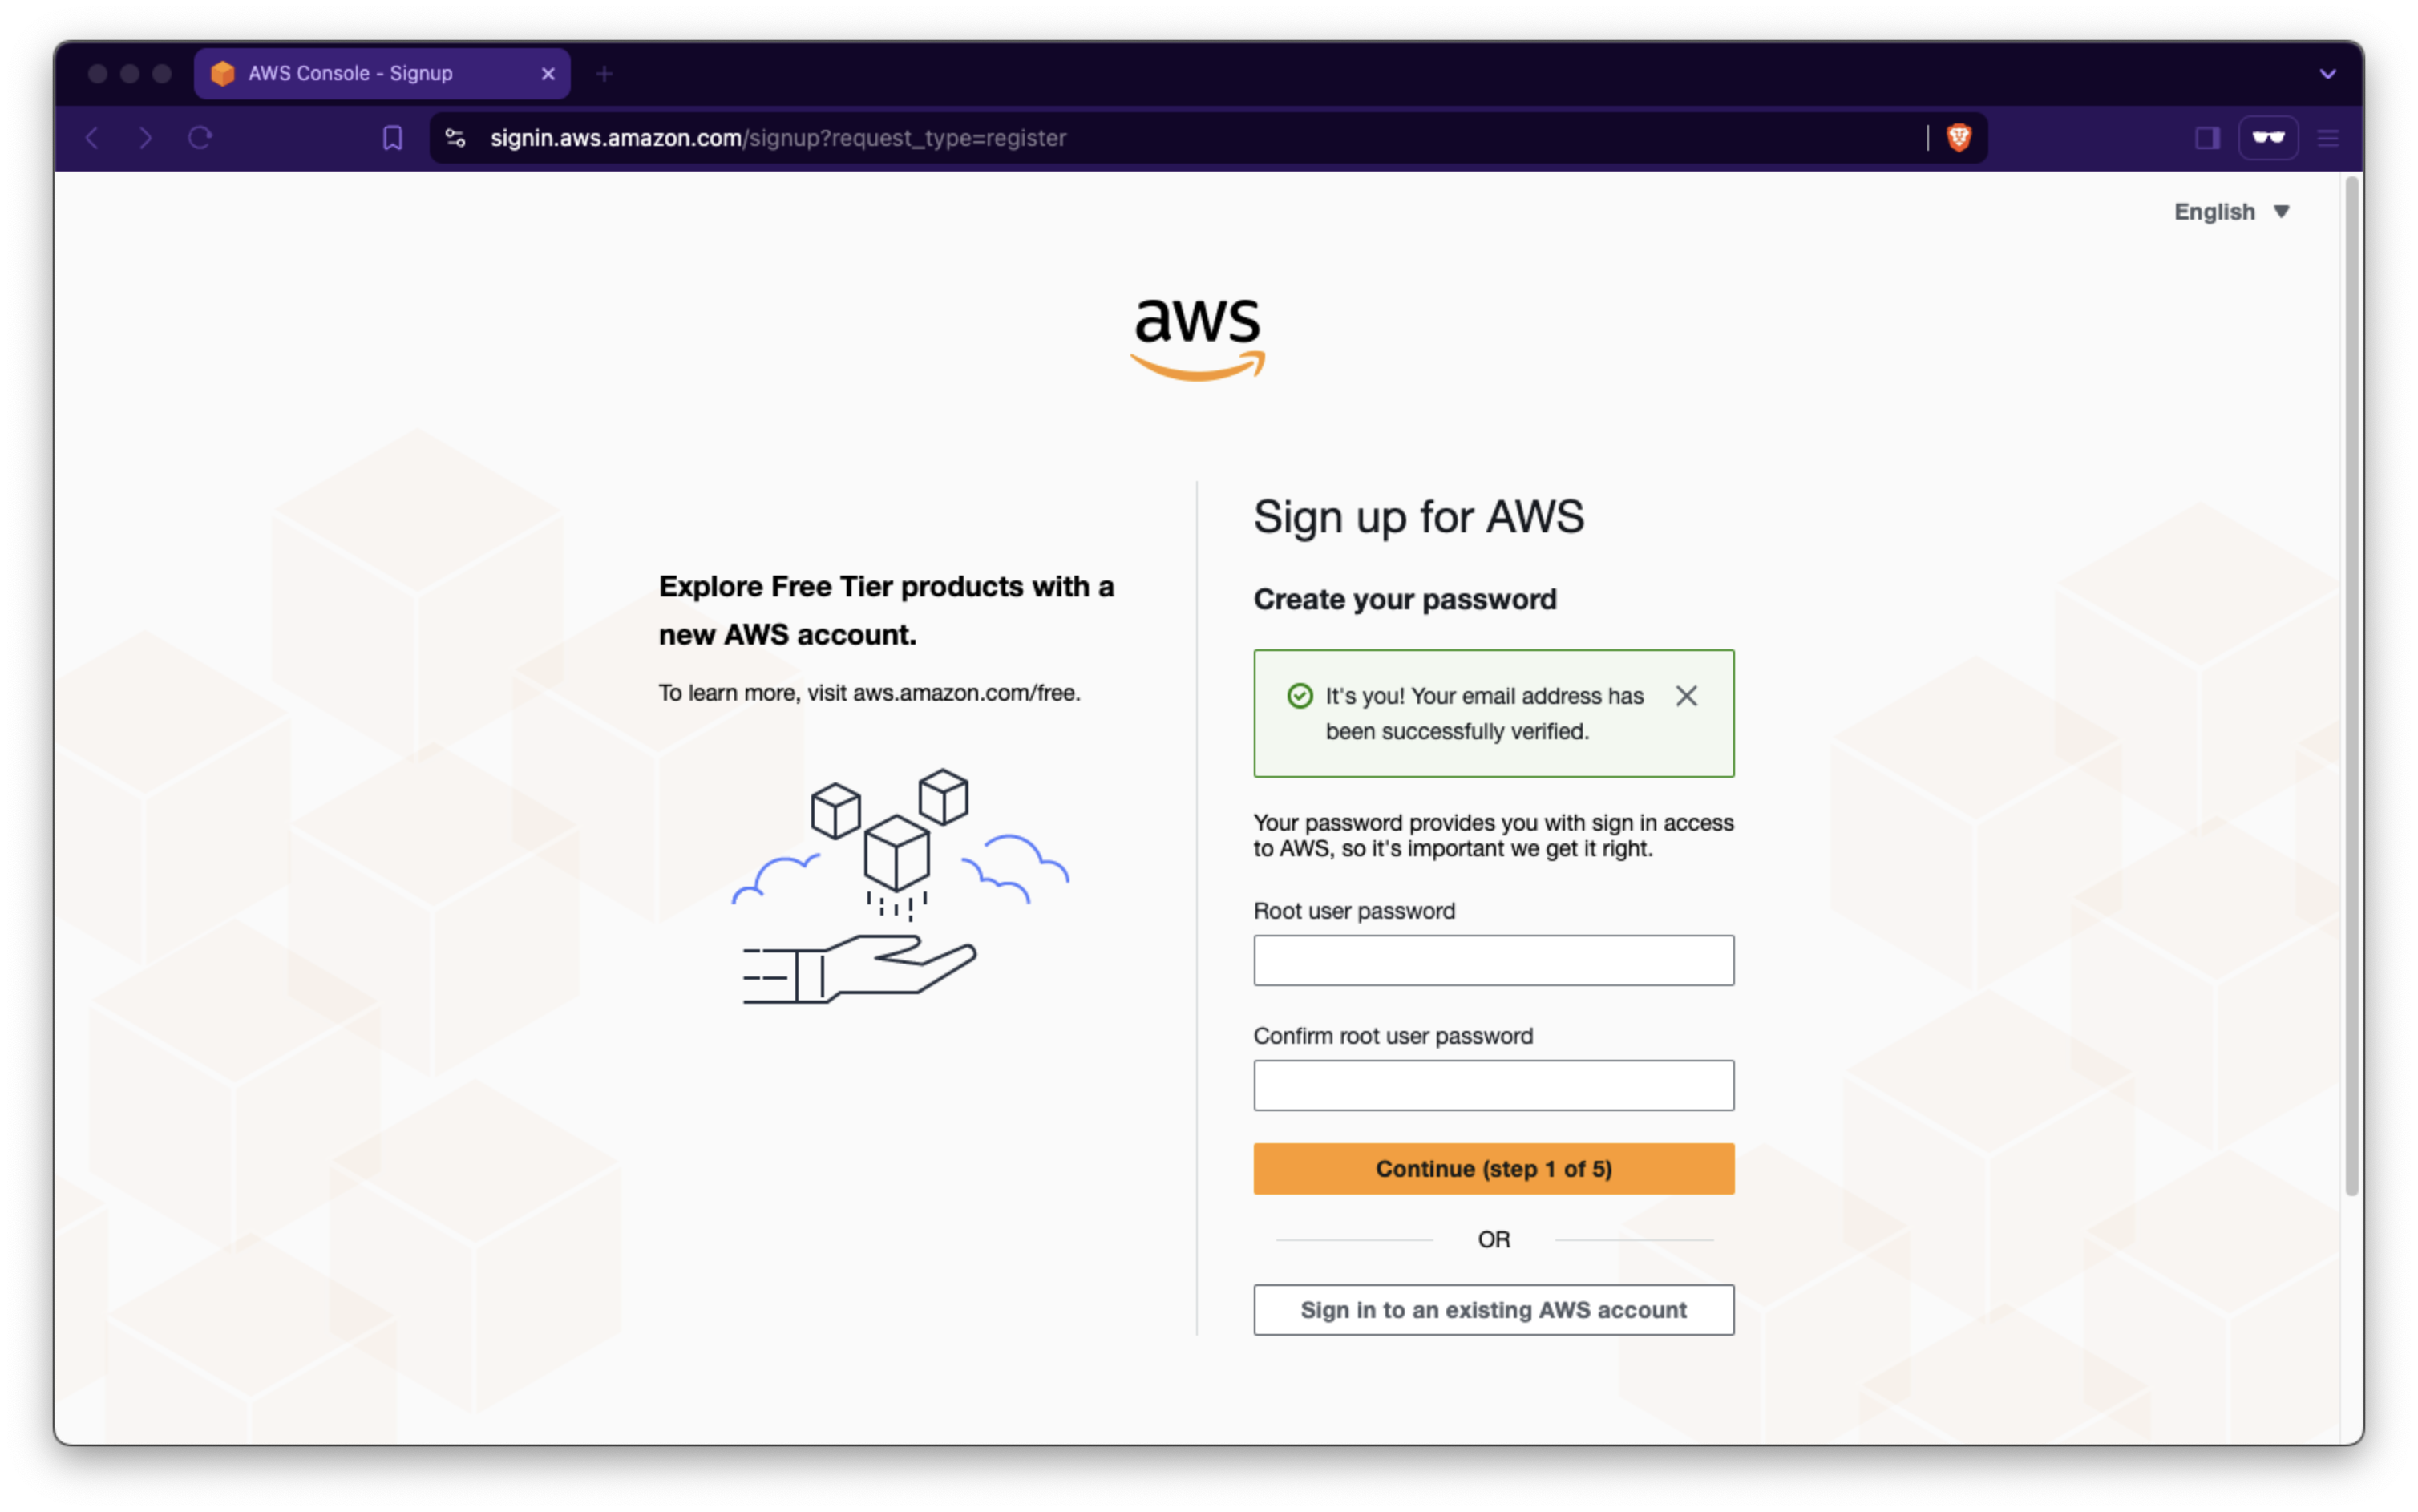 AWS Console - Signup
signin.aws.amazon.com/signup?request_type=register
English
aws
Explore Free Tier products with a
new AWS account.
To learn more, visit aws.amazon.com/free.
Sign up for AWS
Create your password
It's you! Your email address has
been successfully verified.
Your password provides you with sign in access
to AWS, so it's important we get it right.
Root user password
Confirm root user password
Continue (step 1 of 5)
OR
Sign in to an existing AWS account